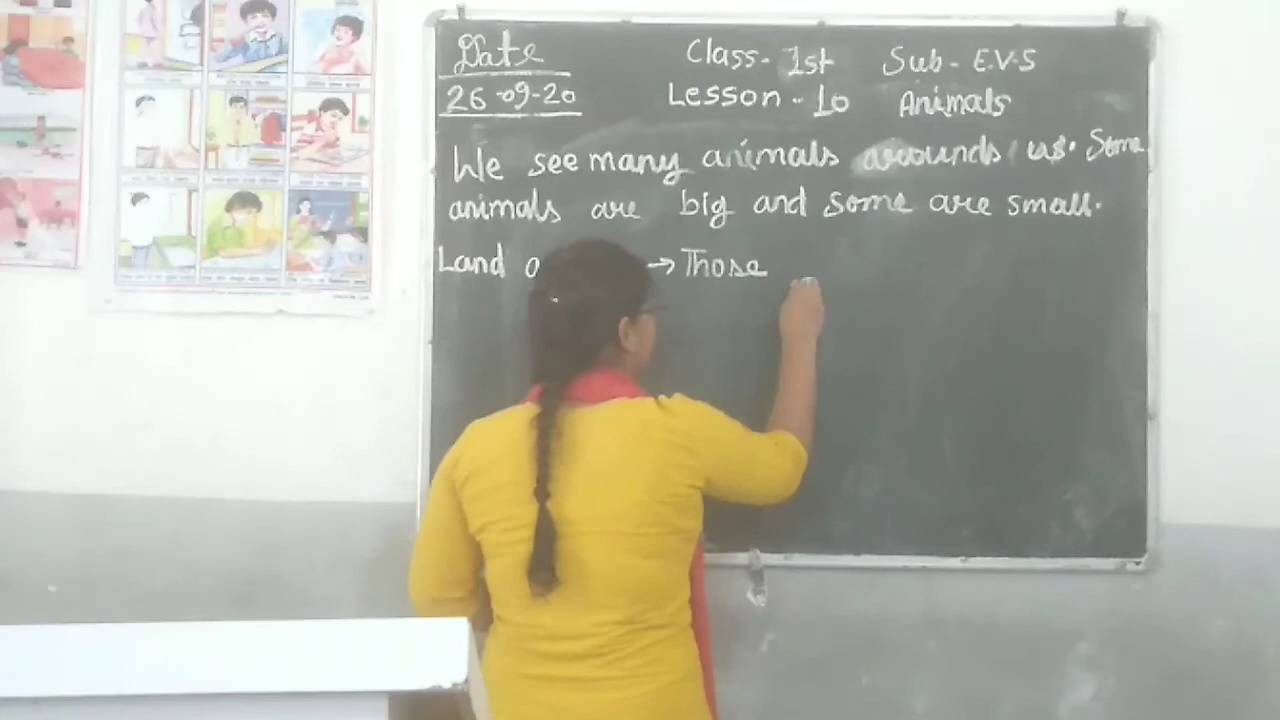 Date Class- 1st Sub - E.V.S
26-09-20 Lesson - 10 Animals
We see many animals arounds us. Some
animals are big and some are small.
Land → Those